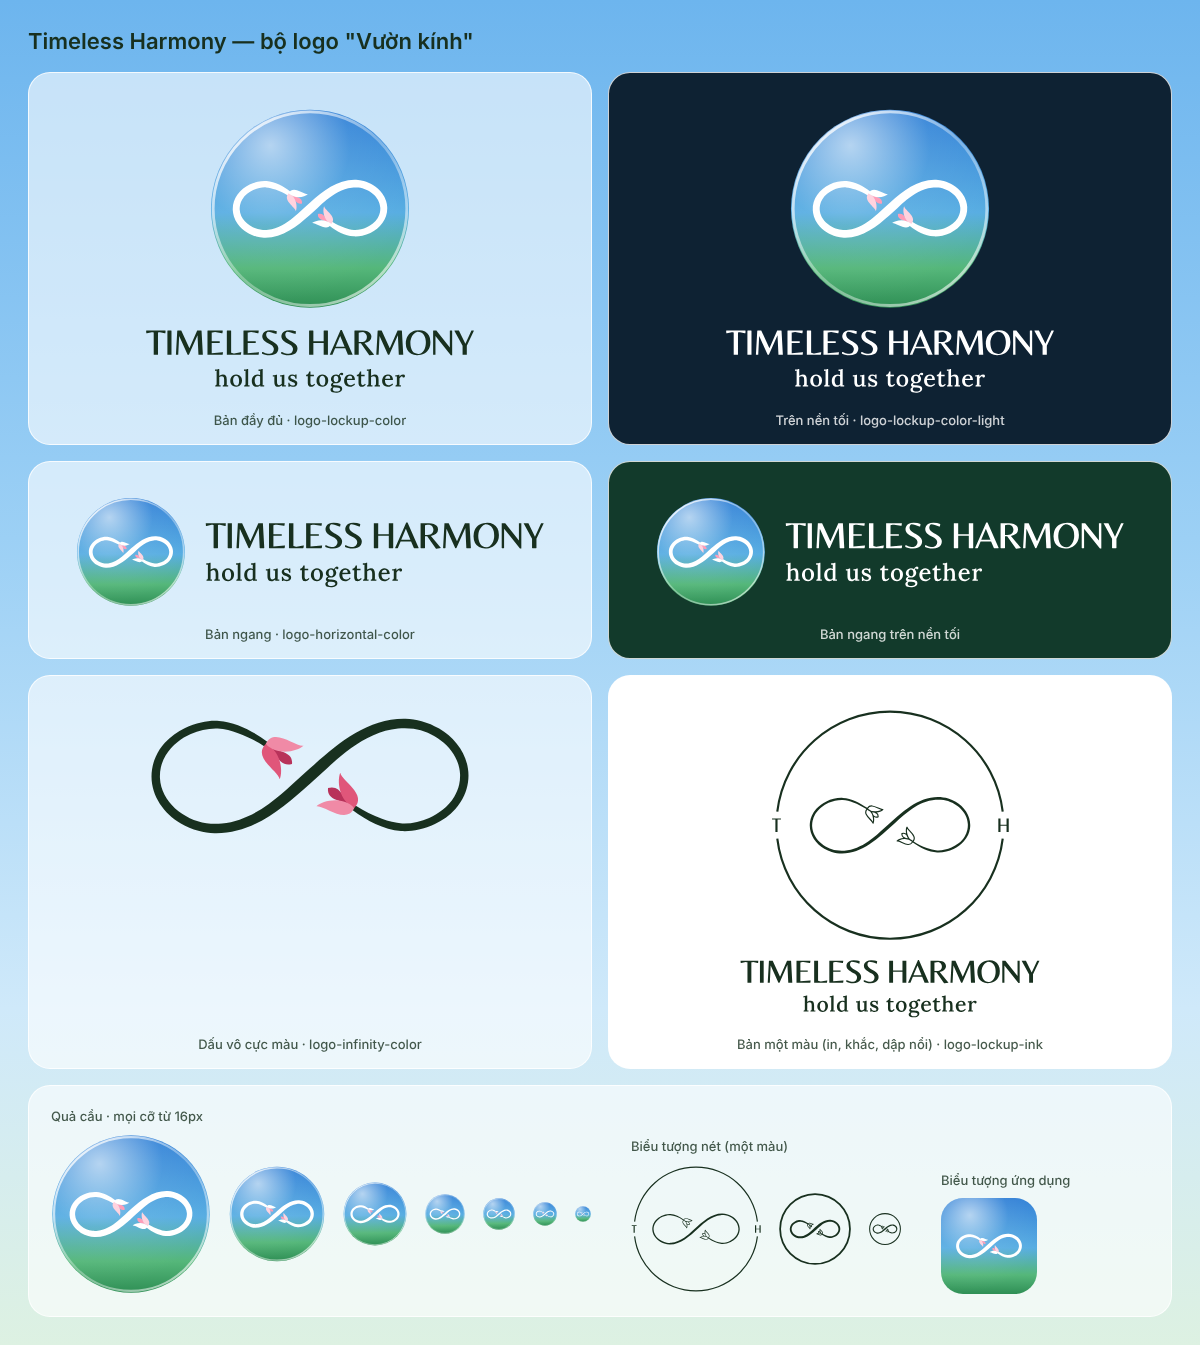 Timeless Harmony — bộ logo "Vườn kính"
TIMELESS HARMONY
hold us together
Bản đầy đủ · logo-lockup-color
TIMELESS HARMONY
hold us together
Trên nền tối · logo-lockup-color-light
TIMELESS HARMONY
hold us together
Bản ngang · logo-horizontal-color
TIMELESS HARMONY
hold us together
Bản ngang trên nền tối
Dấu vô cực màu · logo-infinity-color
T H
TIMELESS HARMONY
hold us together
Bản một màu (in, khắc, dập nổi) · logo-lockup-ink
Quả cầu · mọi cỡ từ 16px
Biểu tượng nét (một màu)
T H
Biểu tượng ứng dụng